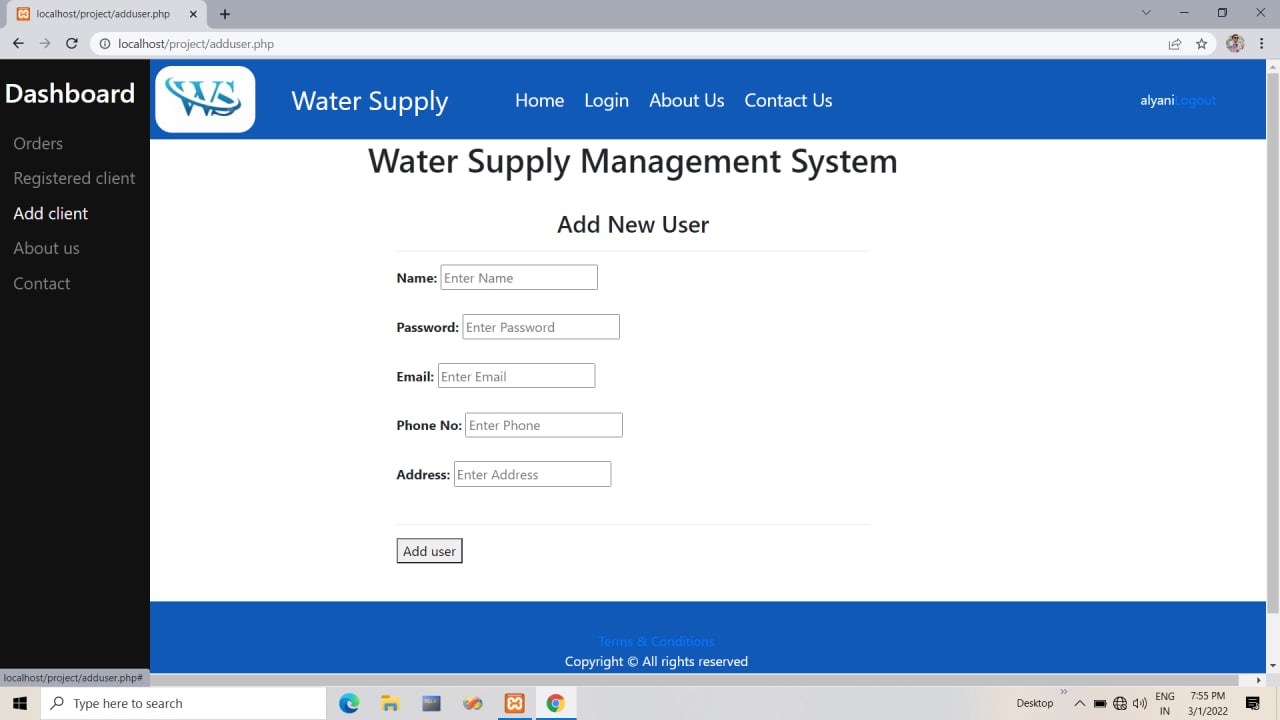 localhost/project/adduser.php
localhost/project/adduser.php
Dashboard
Orders
Registered client
Add client
About us
Contact
WS
Water Supply
Home
Login
About Us
Contact Us
alyaniLogout
Water Supply Management System
Add New User
Name: Enter Name
Password: Enter Password
Email: Enter Email
Phone No: Enter Phone
Address: Enter Address
Add user
Terms & Conditions
Copyright © All rights reserved
localhost/project/adduser.php#
Type here to search
Desktop
ENG
IN
7:55 PM
3/1/2022